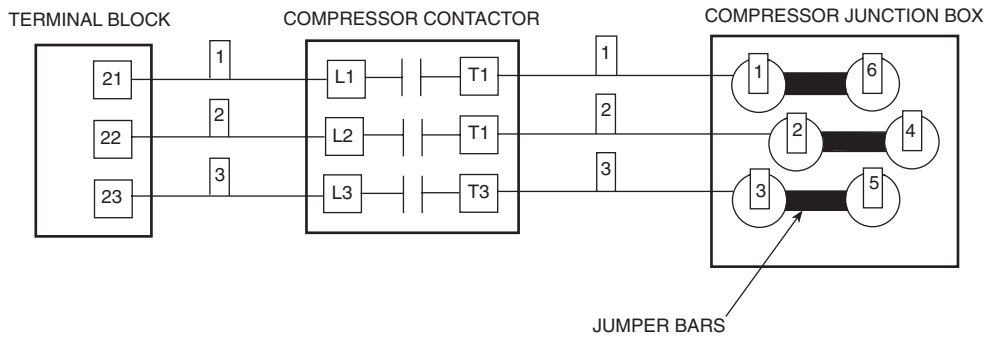 TERMINAL BLOCK
COMPRESSOR CONTACTOR
COMPRESSOR JUNCTION BOX
21
1
L1
T1
1
1
6
22
2
L2
T1
2
2
4
23
3
L3
T3
3
3
5
JUMPER BARS